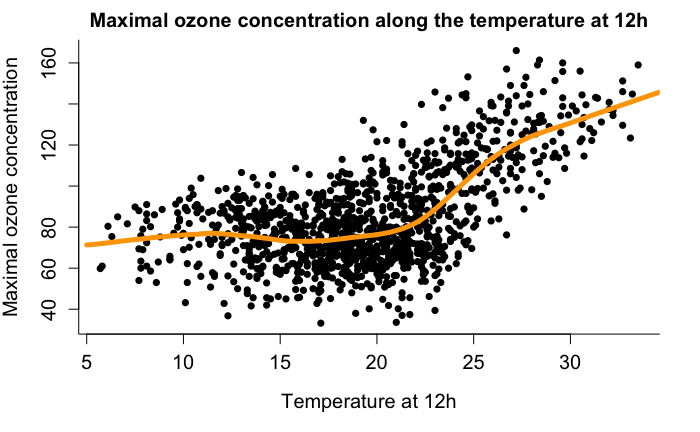 Maximal ozone concentration along the temperature at 12h
Maximal ozone concentration
160
120
80
60
40
5 10 15 20 25 30
Temperature at 12h